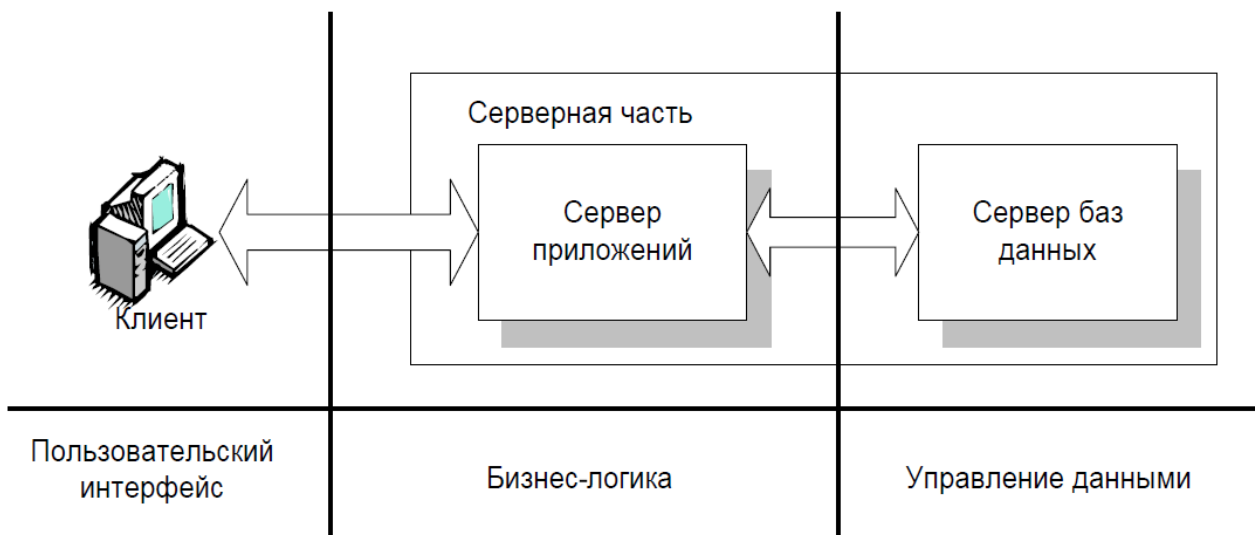 Серверная часть
Сервер
приложений
Сервер баз
данных
Клиент
Пользовательский
интерфейс
Бизнес-логика
Управление данными